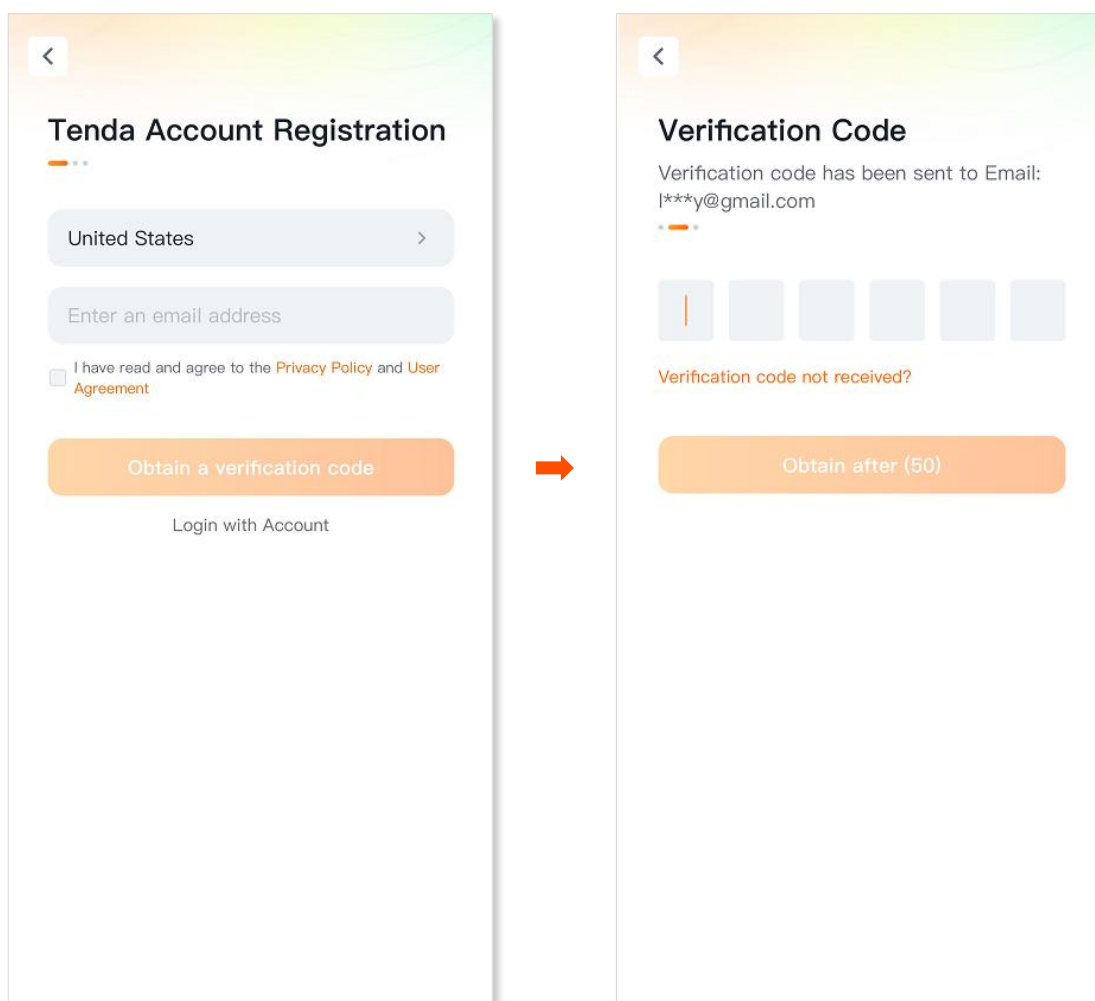 Tenda Account Registration
United States
Enter an email address
I have read and agree to the Privacy Policy and User
Agreement
Obtain a verification code
Login with Account
Verification Code
Verification code has been sent to Email:
l***y@gmail.com
Verification code not received?
Obtain after (50)